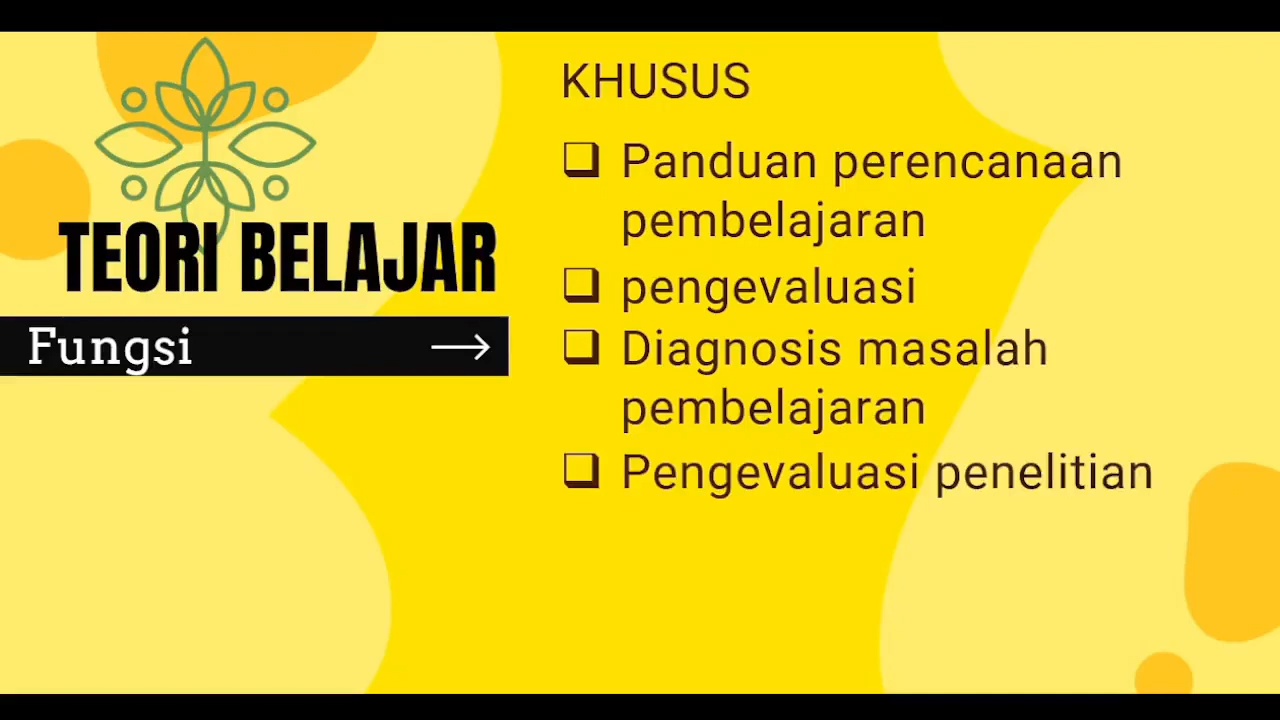 TEORI BELAJAR
Fungsi
KHUSUS
Panduan perencanaan
pembelajaran
pengevaluasi
Diagnosis masalah
pembelajaran
Pengevaluasi penelitian